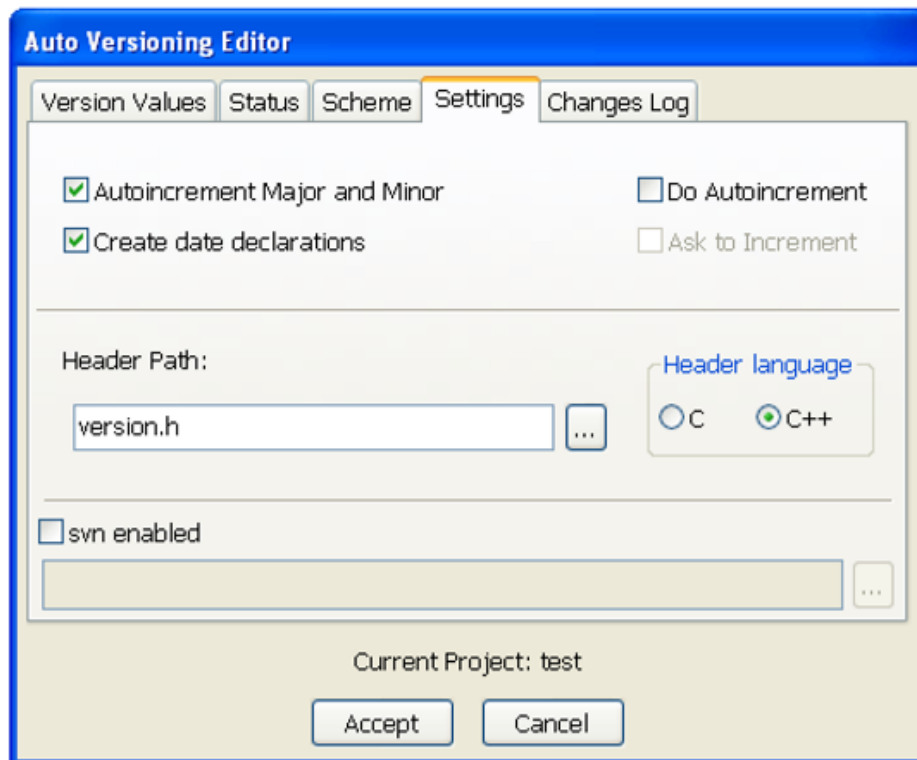 Auto Versioning Editor
Version Values Status Scheme Settings Changes Log
Autoincrement Major and Minor Do Autoincrement
Create date declarations Ask to Increment
Header Path: Header language
version.h ... C C++
svn enabled
...
Current Project: test
Accept Cancel